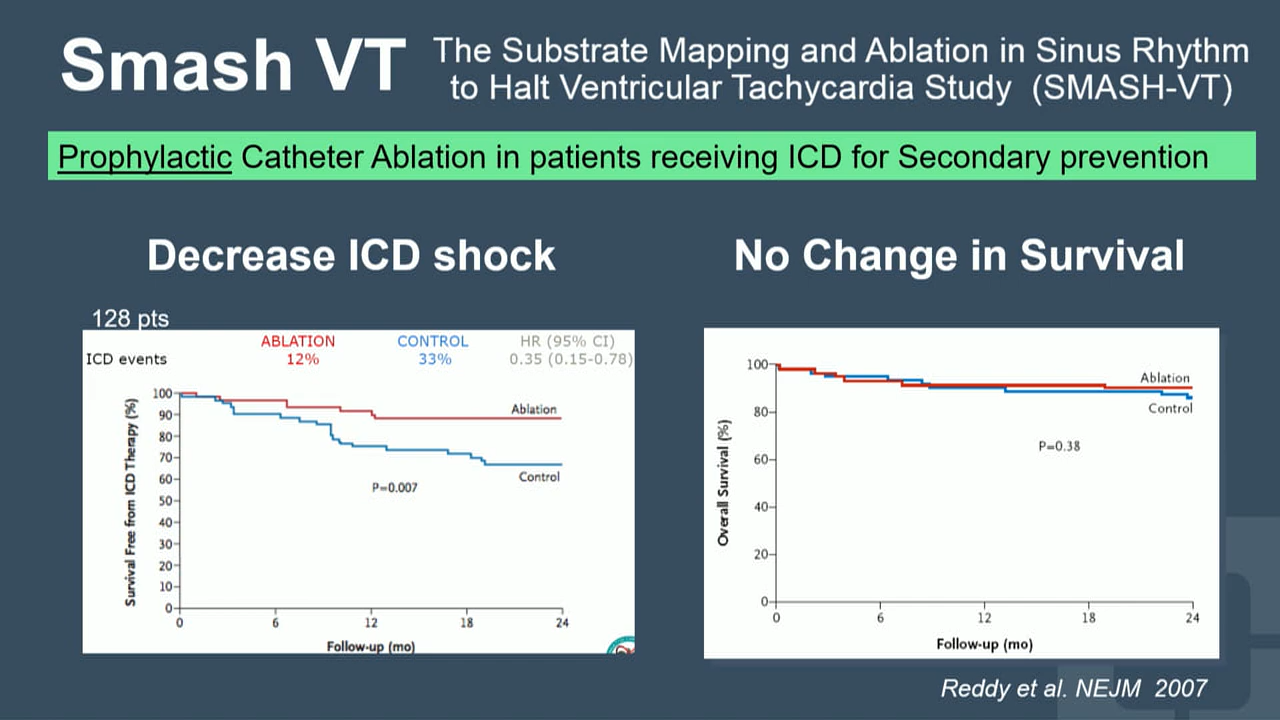 Smash VT
The Substrate Mapping and Ablation in Sinus Rhythm
to Halt Ventricular Tachycardia Study (SMASH-VT)
Prophylactic Catheter Ablation in patients receiving ICD for Secondary prevention
Decrease ICD shock
128 pts
ABLATION CONTROL HR (95% CI)
ICD events 12% 33% 0.35 (0.15-0.78)
Survival Free from ICD Therapy (%)
100
90
80
70
60
50
40
30
20
10
0
Ablation
Control
P=0.007
0 6 12 18 24
Follow-up (mo)
No Change in Survival
Overall Survival (%)
100
80
60
40
20
0
Ablation
Control
P=0.38
0 6 12 18 24
Follow-up (mo)
Reddy et al. NEJM 2007